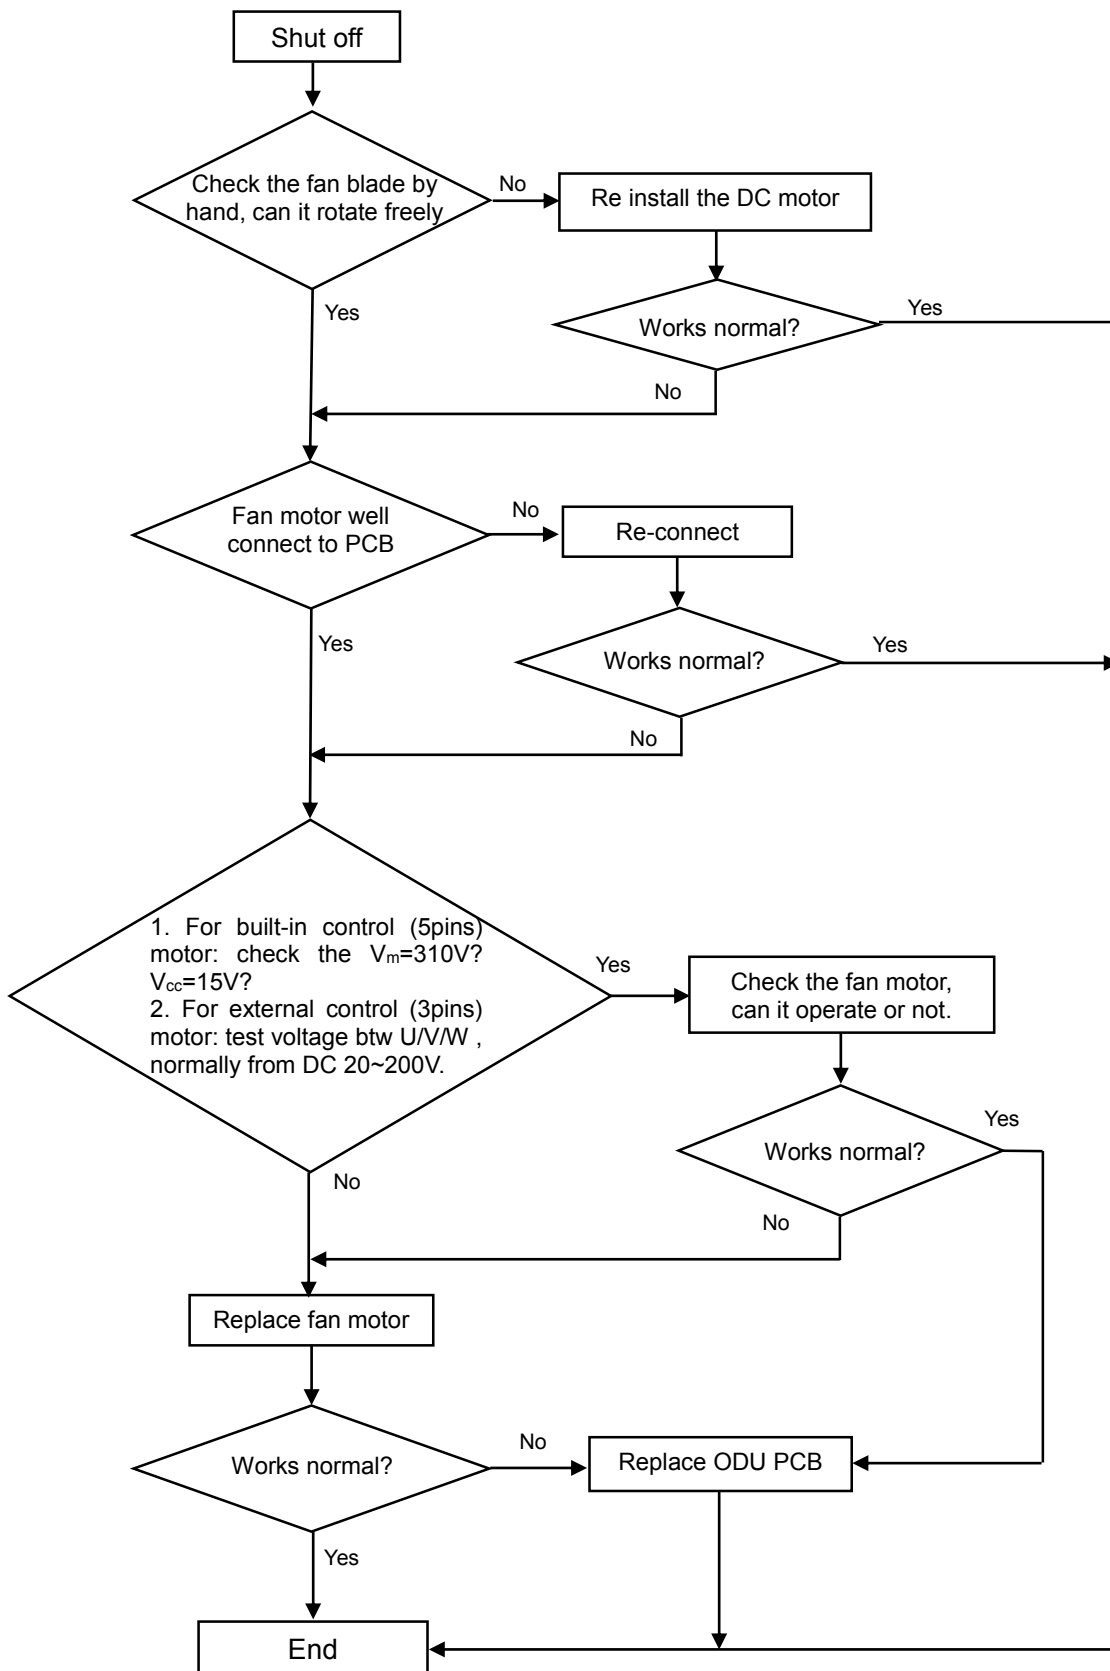 Shut off
Check the fan blade by
hand, can it rotate freely
No
Re install the DC motor
Yes
Works normal?
Yes
No
Fan motor well
connect to PCB
No
Re-connect
Yes
Works normal?
Yes
No
1. For built-in control (5pins)
motor: check the Vm=310V?
Vcc=15V?
2. For external control (3pins)
motor: test voltage btw U/V/W ,
normally from DC 20~200V.
Yes
Check the fan motor,
can it operate or not.
Works normal?
Yes
No
No
Replace fan motor
Works normal?
No
Replace ODU PCB
Yes
End